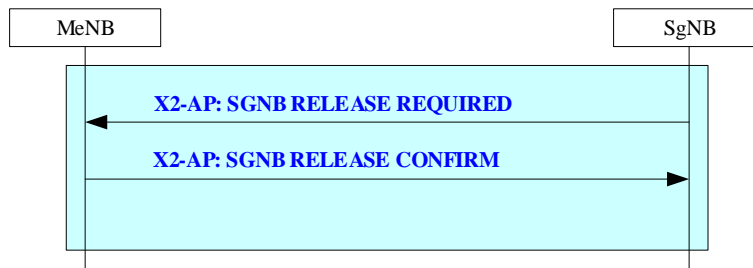 MeNB
SgNB
X2-AP: SGNB RELEASE REQUIRED
X2-AP: SGNB RELEASE CONFIRM